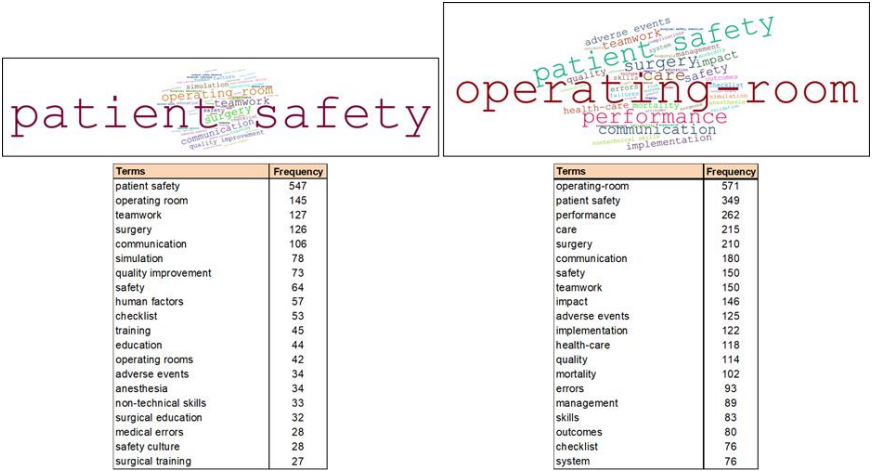 simulation
operating-room
teamwork
surgery
patient safety
communication
quality improvement
adverse events
teamwork
patient safety
system
management
surgery
impact
quality
care
safety
errors
outcomes
operating-room
health-care
mortality
simulation
performance
communication
implementation
Terms Frequency
patient safety 547
operating room 145
teamwork 127
surgery 126
communication 106
simulation 78
quality improvement 73
safety 64
human factors 57
checklist 53
training 45
education 44
operating rooms 42
adverse events 34
anesthesia 34
non-technical skills 33
surgical education 32
medical errors 28
safety culture 28
surgical training 27
Terms Frequency
operating-room 571
patient safety 349
performance 262
care 215
surgery 210
communication 180
safety 150
teamwork 150
impact 146
adverse events 125
implementation 122
health-care 118
quality 114
mortality 102
errors 93
management 89
skills 83
outcomes 80
checklist 76
system 76